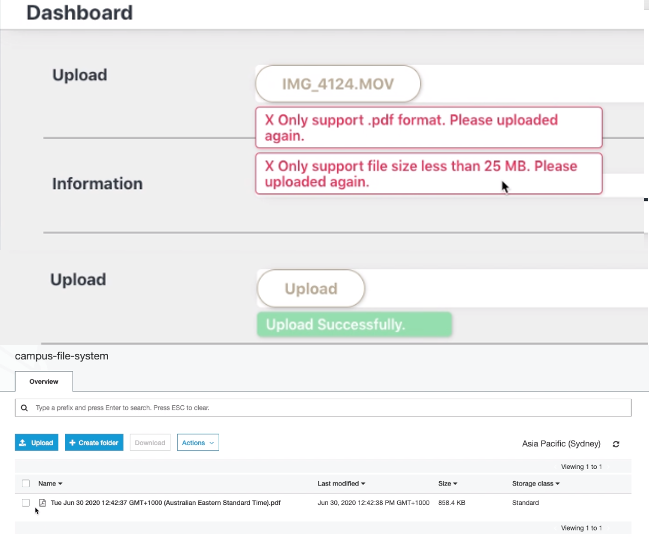 Dashboard
Upload
IMG_4124.MOV
X Only support .pdf format. Please uploaded
again.
X Only support file size less than 25 MB. Please
uploaded again.
Information
Upload
Upload
Upload Successfully.
campus-file-system
Overview
Type a prefix and press Enter to search. Press ESC to clear.
Upload + Create folder Download Actions
Asia Pacific (Sydney)
Viewing 1 to 1
Name Last modified Size Storage class
Tue Jun 30 2020 12:42:37 GMT+1000 (Australian Eastern Standard Time).pdf Jun 30, 2020 12:42:38 PM GMT+1000 858.4 KB Standard
Viewing 1 to 1